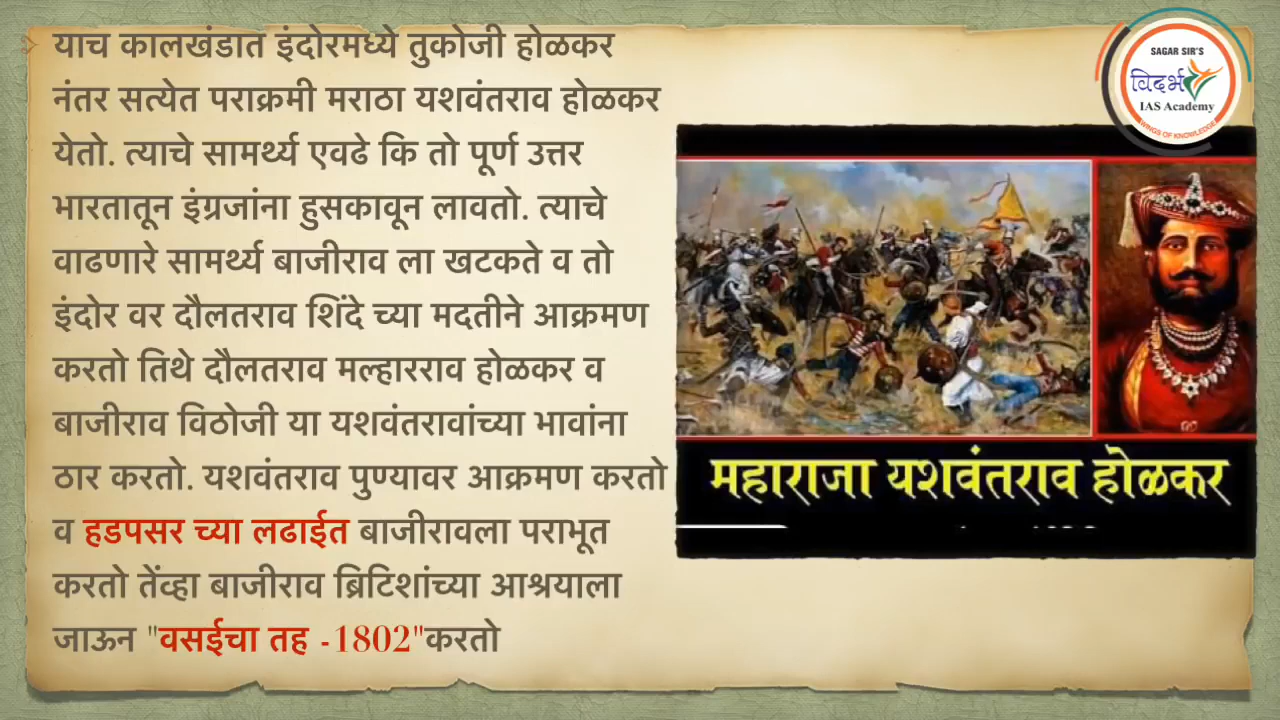 याच कालखंडात इंदोरमध्ये तुकोजी होळकर
नंतर सत्येत पराक्रमी मराठा यशवंतराव होळकर
येतो. त्याचे सामर्थ्य एवढे कि तो पूर्ण उत्तर
भारतातून इंग्रजांना हुसकावून लावतो. त्याचे
वाढणारे सामर्थ्य बाजीराव ला खटकते व तो
इंदोर वर दौलतराव शिंदे च्या मदतीने आक्रमण
करतो तिथे दौलतराव मल्हारराव होळकर व
बाजीराव विठोजी या यशवंतरावांच्या भावांना
ठार करतो. यशवंतराव पुण्यावर आक्रमण करतो
व हडपसर च्या लढाईत बाजीरावला पराभूत
करतो तेंव्हा बाजीराव ब्रिटिशांच्या आश्रयाला
जाऊन "वसईचा तह -1802"करतो
SAGAR SIR'S
विदर्भ
IAS Academy
WINGS OF KNOWLEDGE
महाराजा यशवंतराव होळकर